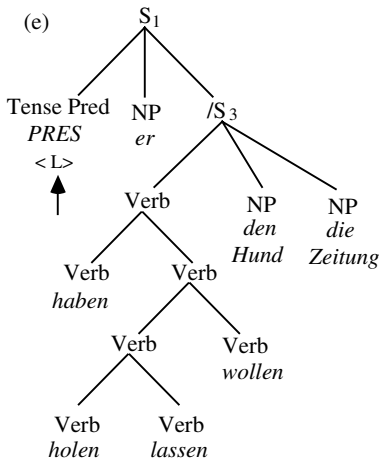 (e)
S1
Tense Pred NP /S3
PRES er
< L>
Verb NP NP
den die
Hund Zeitung
Verb Verb
haben
Verb Verb
wollen
Verb Verb
holen lassen